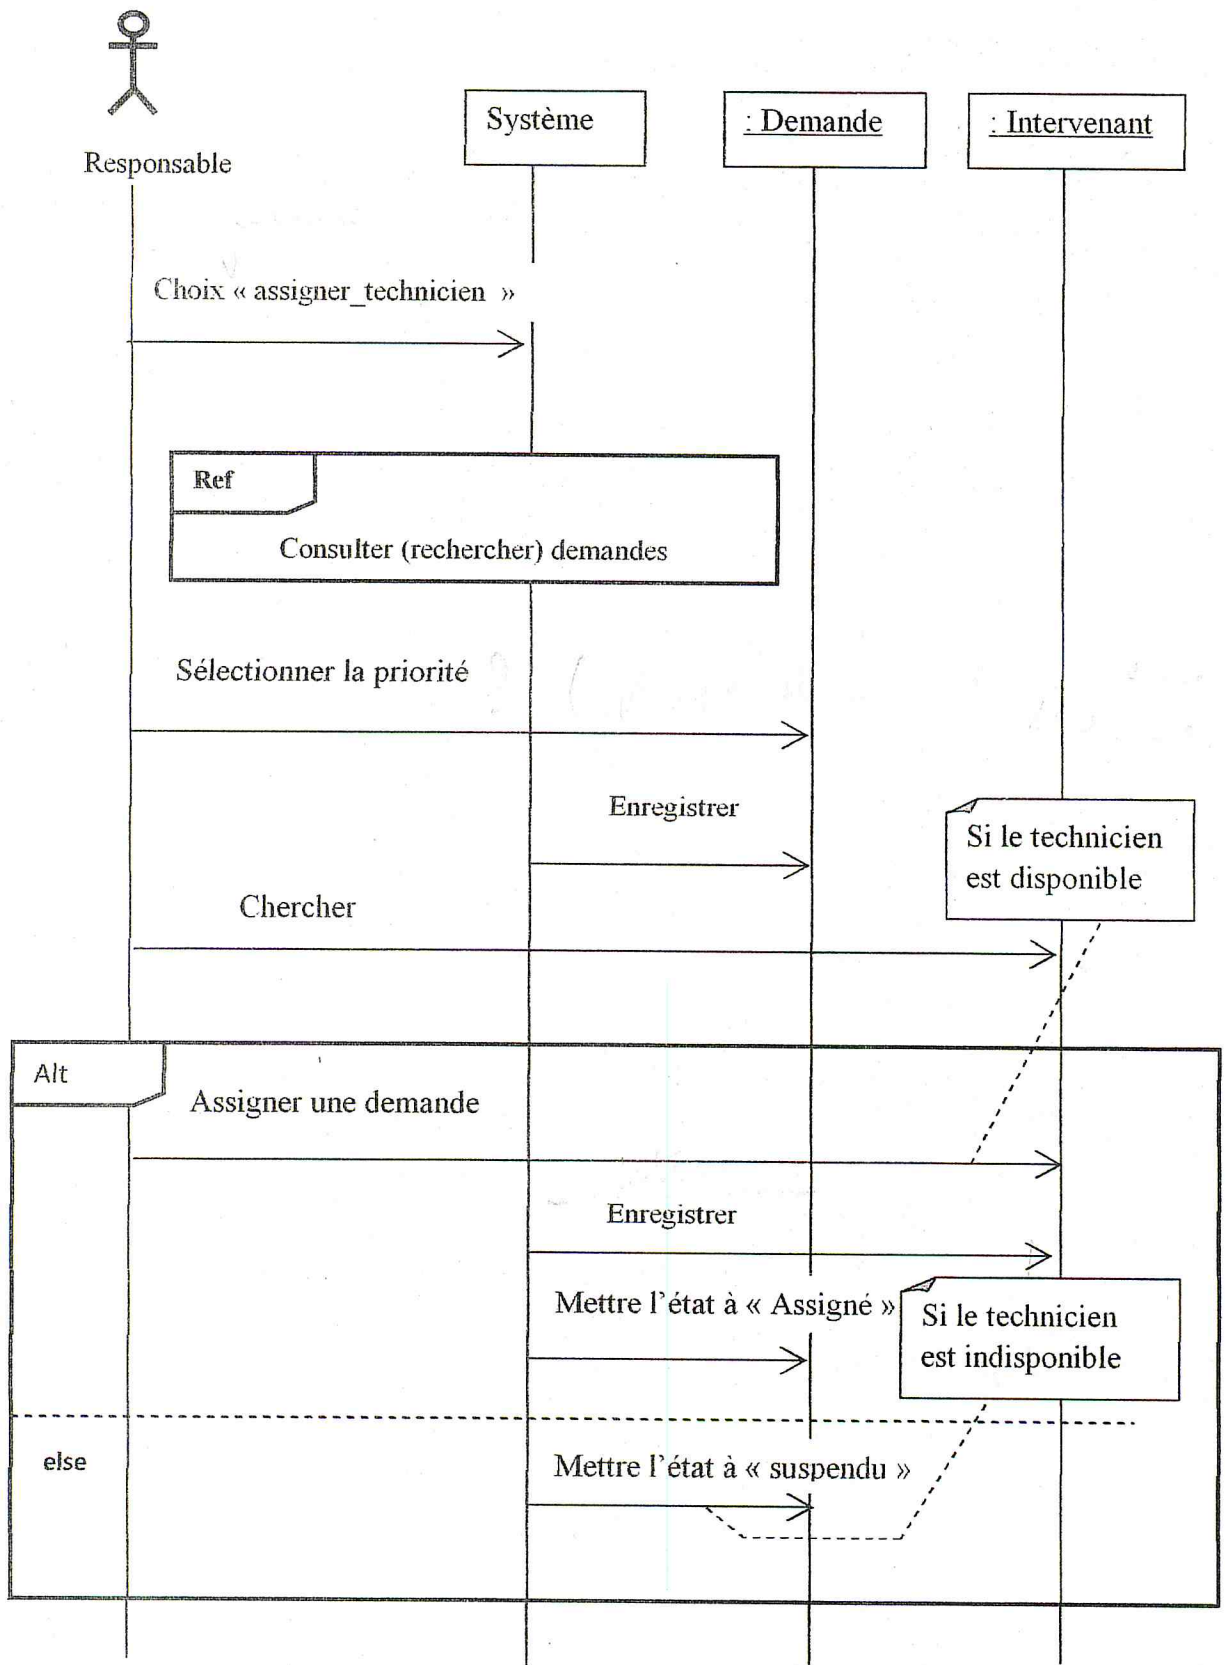 Système
: Demande
: Intervenant
Responsable
Choix « assigner_technicien »
Ref
Consulter (rechercher) demandes
Sélectionner la priorité
Enregistrer
Si le technicien
est disponible
Chercher
Alt
Assigner une demande
Enregistrer
Mettre l'état à « Assigné »
Si le technicien
est indisponible
else
Mettre l'état à « suspendu »